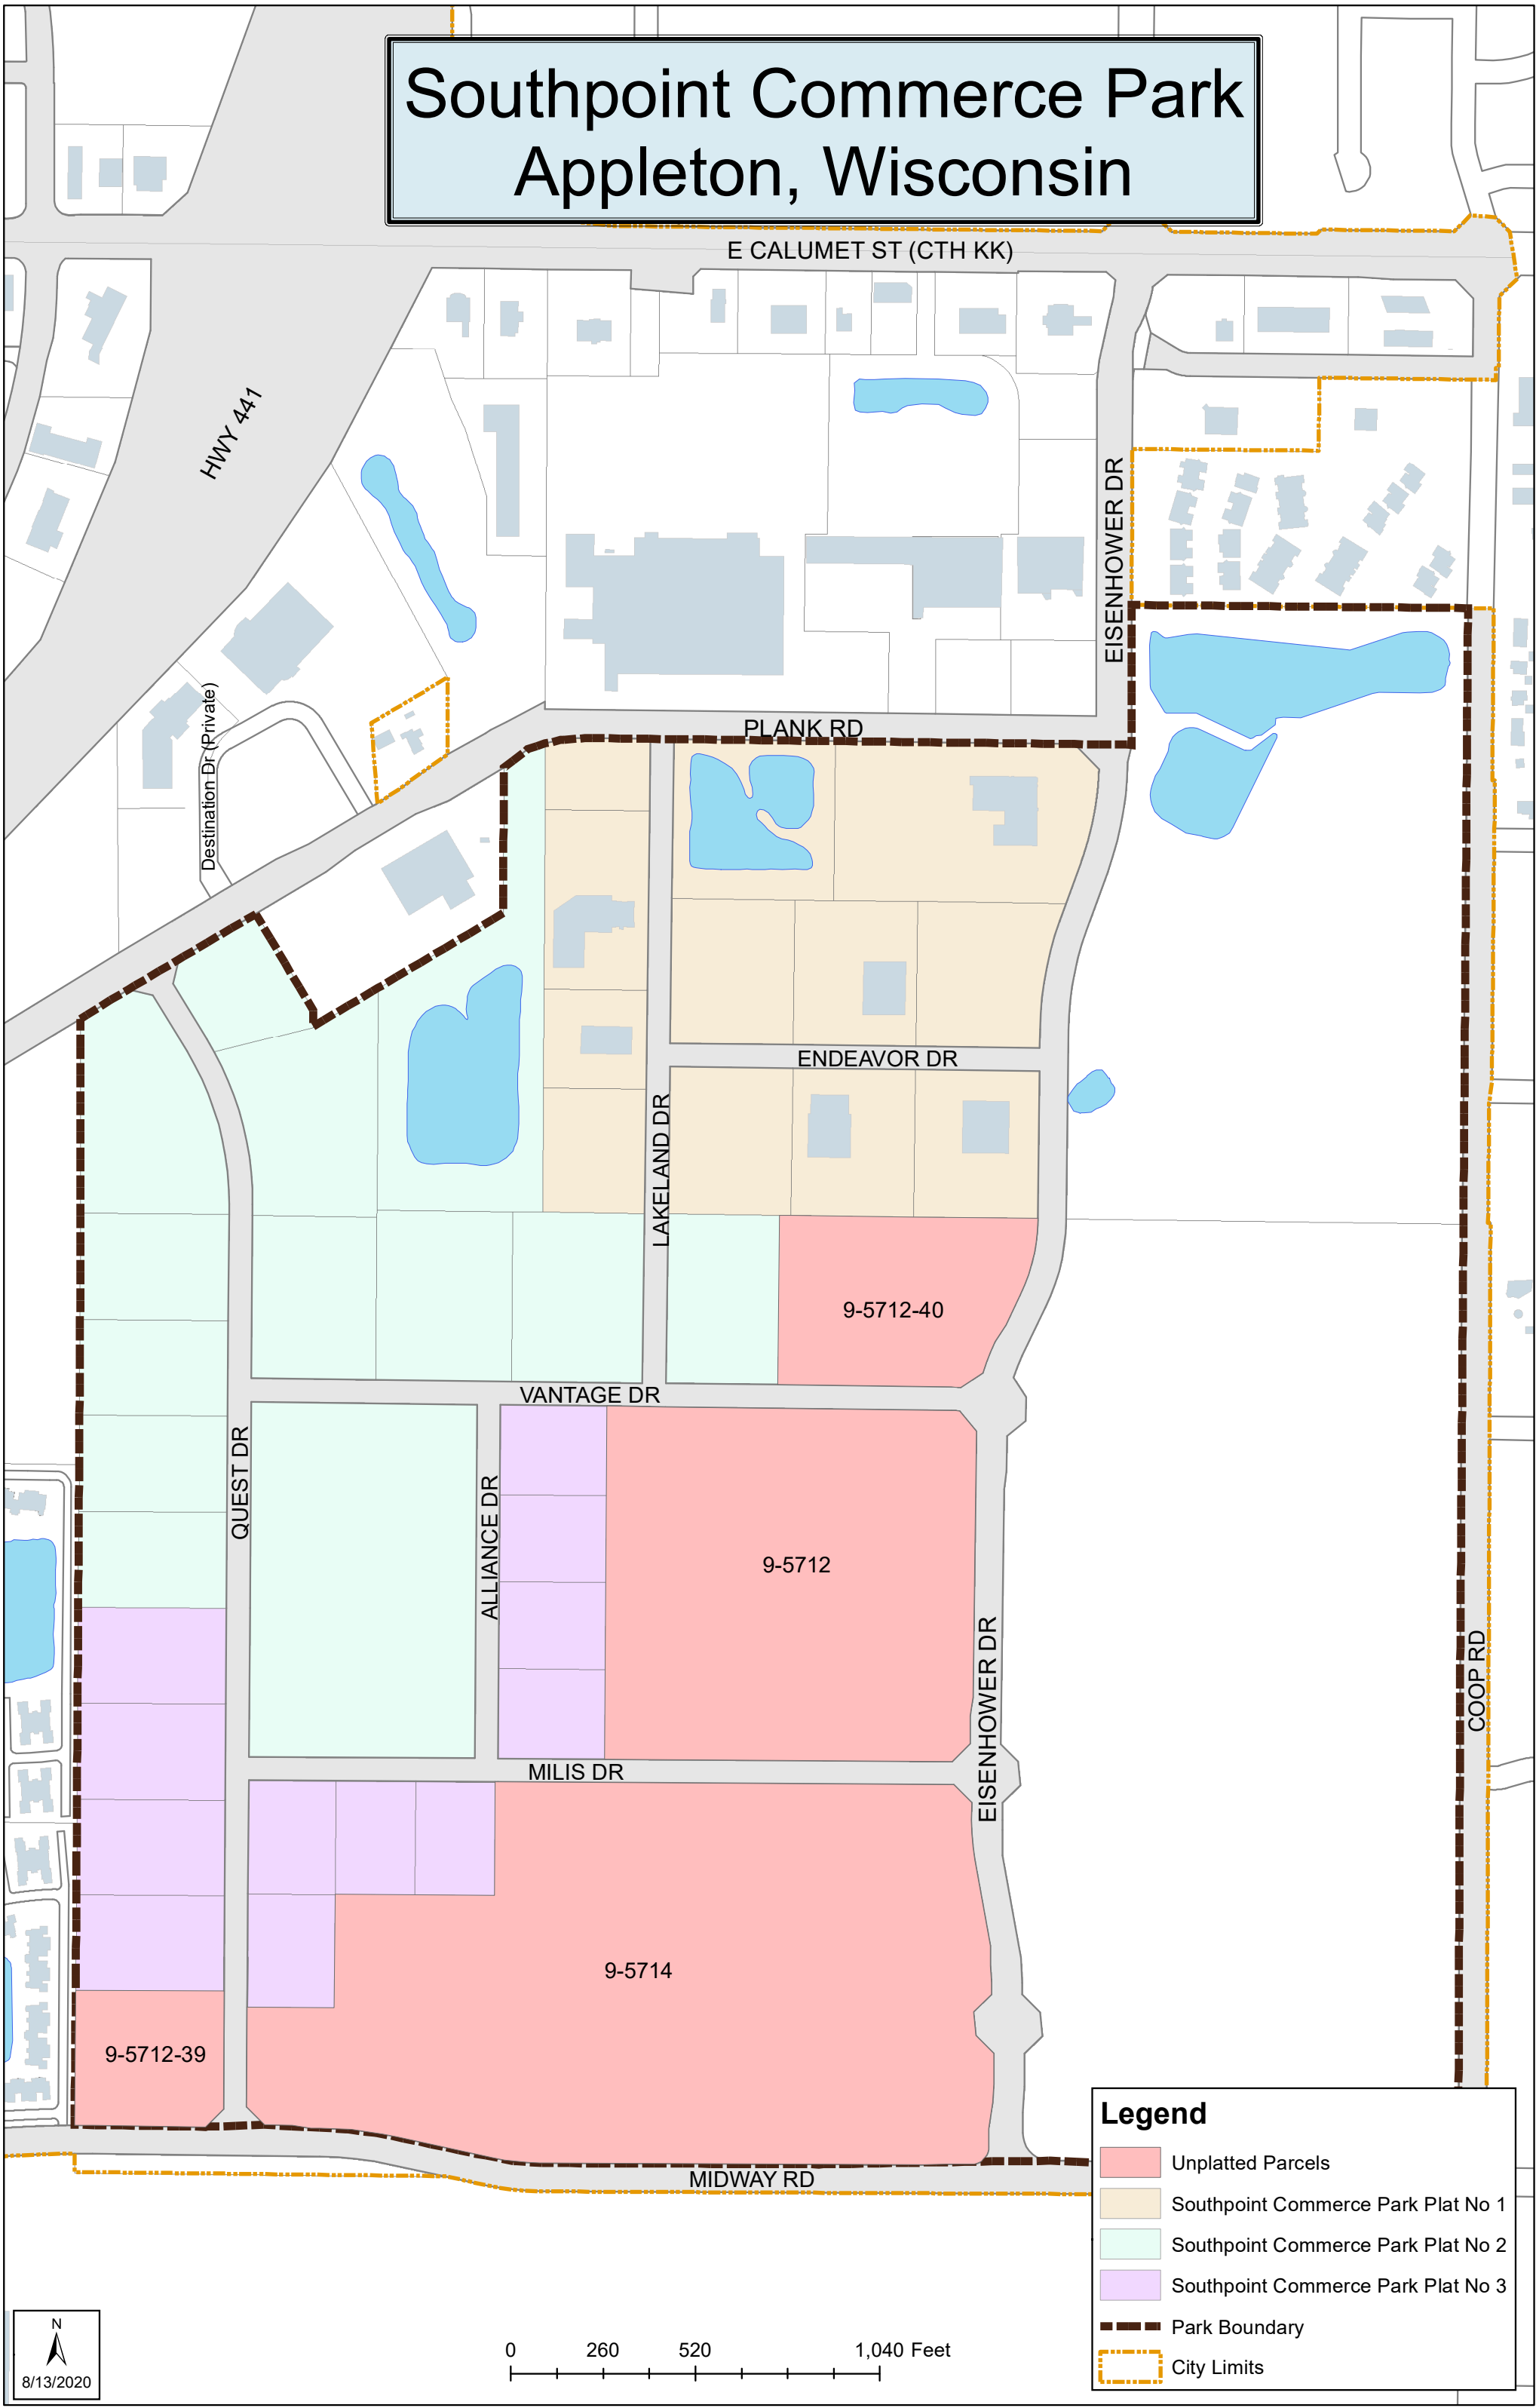 Southpoint Commerce Park
Appleton, Wisconsin
E CALUMET ST (CTH KK)
HWY 441
EISENHOWER DR
PLANK RD
Destination Dr (Private)
ENDEAVOR DR
LAKELAND DR
9-5712-40
VANTAGE DR
QUEST DR
ALLIANCE DR
9-5712
EISENHOWER DR
COOP RD
MILIS DR
9-5714
9-5712-39
MIDWAY RD
Legend
Unplatted Parcels
Southpoint Commerce Park Plat No 1
Southpoint Commerce Park Plat No 2
Southpoint Commerce Park Plat No 3
Park Boundary
City Limits
N
8/13/2020
0 260 520 1,040 Feet